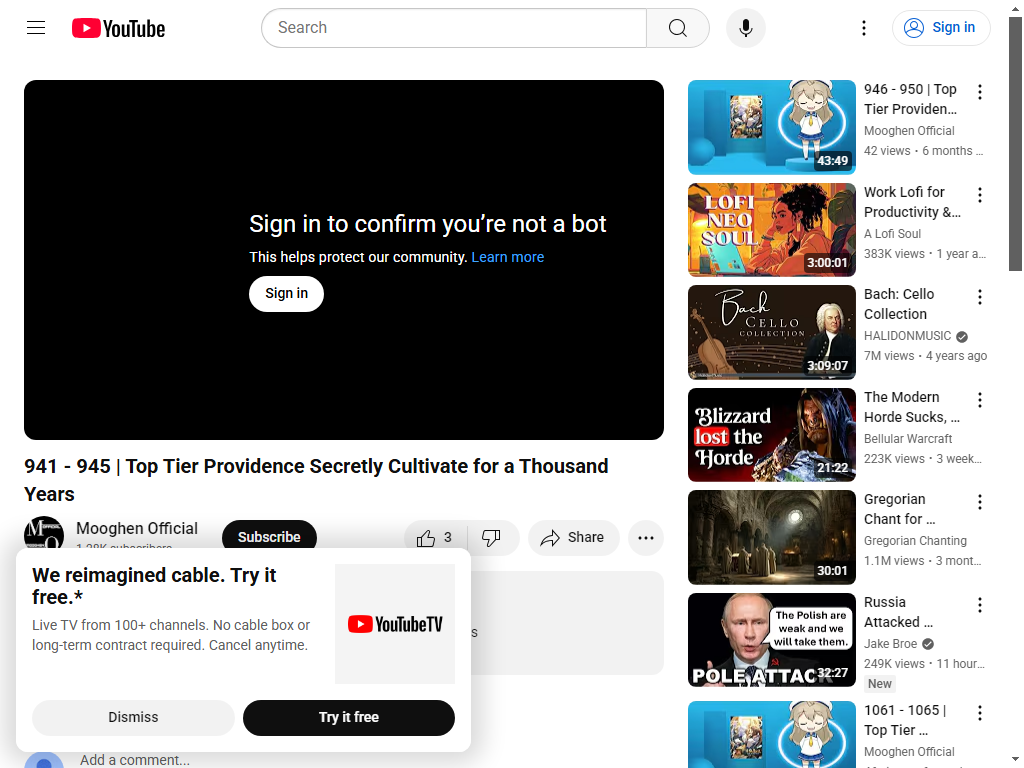 YouTube
Search
Sign in
Sign in to confirm you’re not a bot
This helps protect our community. Learn more
Sign in
941 - 945 | Top Tier Providence Secretly Cultivate for a Thousand
Years
Mooghen Official
Subscribe
3
Share
We reimagined cable. Try it
free.*
Live TV from 100+ channels. No cable box or
long-term contract required. Cancel anytime.
YouTubeTV
Dismiss
Try it free
Add a comment...
43:49
946 - 950 | Top
Tier Providen...
Mooghen Official
42 views • 6 months ...
LOFI
NEO
SOUL
3:00:01
Work Lofi for
Productivity &...
A Lofi Soul
383K views • 1 year a...
Bach
CELLO
COLLECTION
3:09:07
Bach: Cello
Collection
HALIDONMUSIC
7M views • 4 years ago
Blizzard
lost the
Horde
21:22
The Modern
Horde Sucks, ...
Bellular Warcraft
223K views • 3 week...
30:01
Gregorian
Chant for ...
Gregorian Chanting
1.1M views • 3 mont...
The Polish are
weak and we
will take them.
POLE ATTACK
32:27
Russia
Attacked ...
Jake Broe
249K views • 11 hour...
New
1061 - 1065 |
Top Tier ...
Mooghen Official